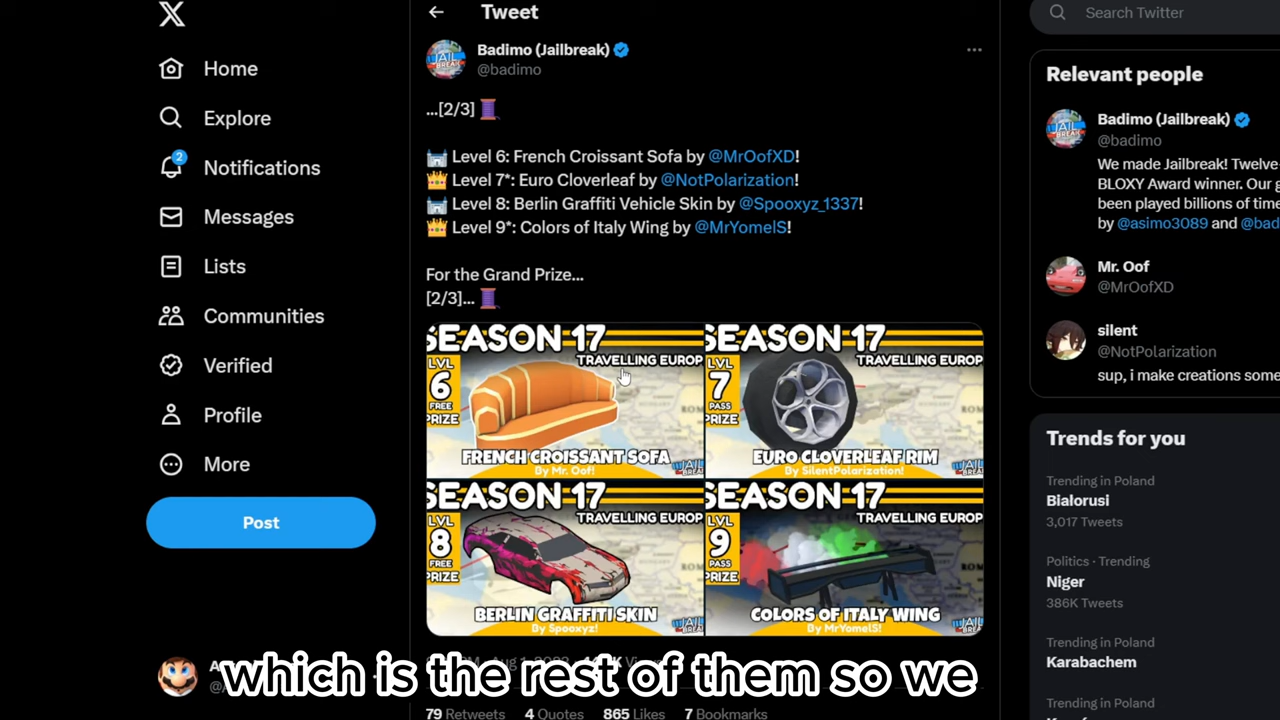 Home
Explore
2
Notifications
Messages
Lists
Communities
Verified
Profile
More
Post
Tweet
Badimo (Jailbreak)
@badimo
...[2/3]
Level 6: French Croissant Sofa by @MrOofXD!
Level 7*: Euro Cloverleaf by @NotPolarization!
Level 8: Berlin Graffiti Vehicle Skin by @Spooxyz_1337!
Level 9*: Colors of Italy Wing by @MrYomelS!
For the Grand Prize...
[2/3]...
SEASON 17
TRAVELLING EUROP
LVL
6
FREE
PRIZE
FRENCH CROISSANT SOFA
By Mr. Oof!
SEASON 17
TRAVELLING EUROP
LVL
7
PASS
PRIZE
EURO CLOVERLEAF RIM
By SilentPolarization!
SEASON 17
TRAVELLING EUROP
LVL
8
FREE
PRIZE
BERLIN GRAFFITI SKIN
By Spooxyz!
SEASON 17
TRAVELLING EUROP
LVL
9
PASS
PRIZE
COLORS OF ITALY WING
By MrYomelS!
which is the rest of them so we
79 Retweets 4 Quotes 865 Likes 7 Bookmarks
Search Twitter
Relevant people
Badimo (Jailbreak)
@badimo
We made Jailbreak! Twelve-
BLOXY Award winner. Our g
been played billions of time
by @asimo3089 and @bad
Mr. Oof
@MrOofXD
silent
@NotPolarization
sup, i make creations some
Trends for you
Trending in Poland
Bialorusi
3,017 Tweets
Politics · Trending
Niger
386K Tweets
Trending in Poland
Karabachem
Trending in Poland